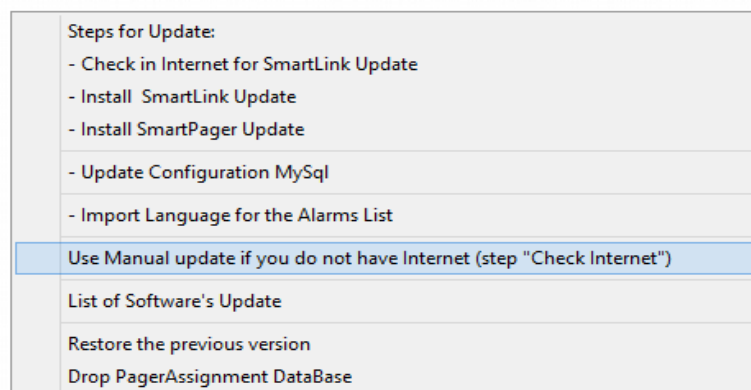 Steps for Update:
- Check in Internet for SmartLink Update
- Install  SmartLink Update
- Install SmartPager Update
- Update Configuration MySql
- Import Language for the Alarms List
Use Manual update if you do not have Internet (step "Check Internet")
List of Software's Update
Restore the previous version
Drop PagerAssignment DataBase